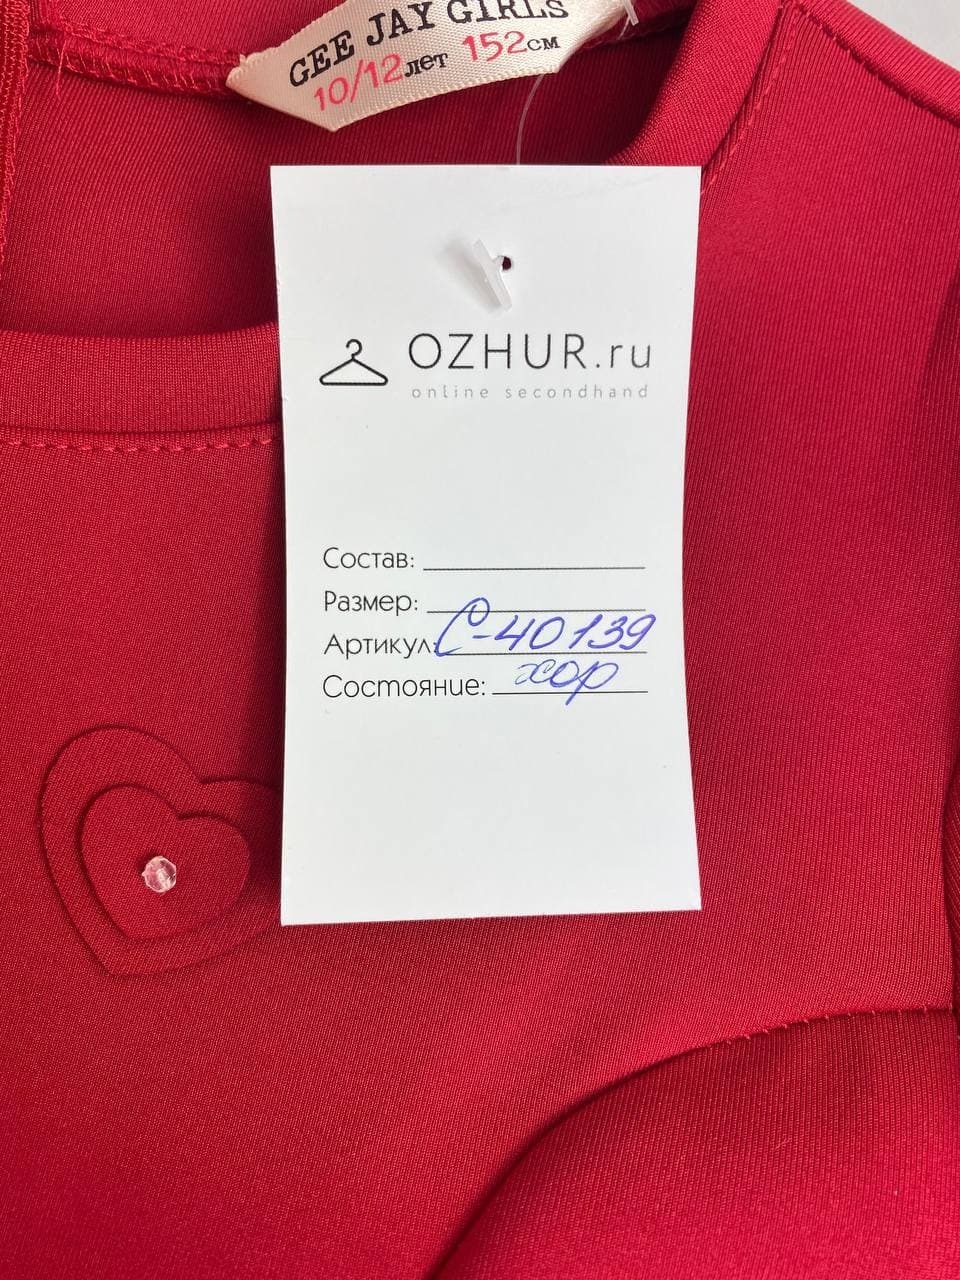 GEE JAY GIRLS
10/12лет 152см
OZHUR.ru
online secondhand
Состав:
Размер:
Артикул: С-40139
Состояние: хор